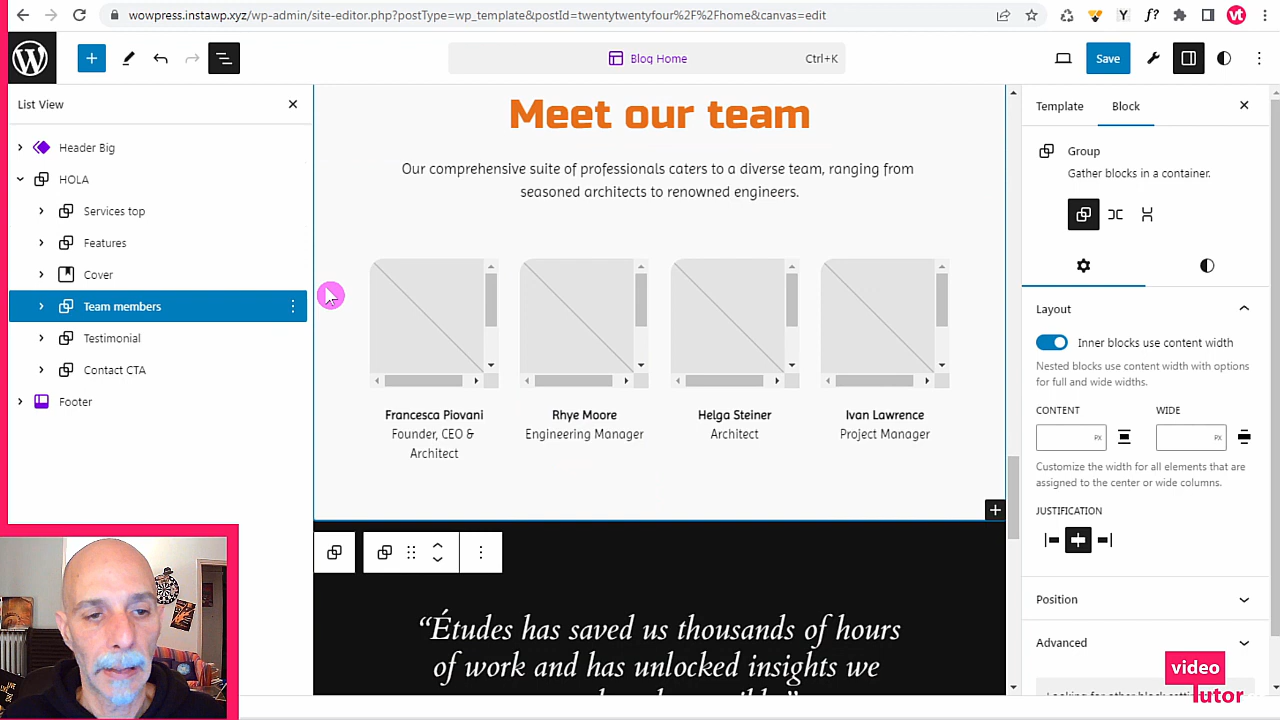 wowpress.instawp.xyz/wp-admin/site-editor.php?postType=wp_template&postId=twentytwentyfour%2F%2Fhome&canvas=edit
Y
f?
vt
Blog Home
Ctrl+K
Save
List View
Header Big
HOLA
Services top
Features
Cover
Team members
Testimonial
Contact CTA
Footer
Meet our team
Our comprehensive suite of professionals caters to a diverse team, ranging from
seasoned architects to renowned engineers.
Francesca Piovani
Founder, CEO &
Architect
Rhye Moore
Engineering Manager
Helga Steiner
Architect
Ivan Lawrence
Project Manager
“Études has saved us thousands of hours
of work and has unlocked insights we
Template
Block
Group
Gather blocks in a container.
Layout
Inner blocks use content width
Nested blocks use content width with options
for full and wide widths.
CONTENT
WIDE
PX
PX
Customize the width for all elements that are
assigned to the center or wide columns.
JUSTIFICATION
Position
Advanced
video
tutor